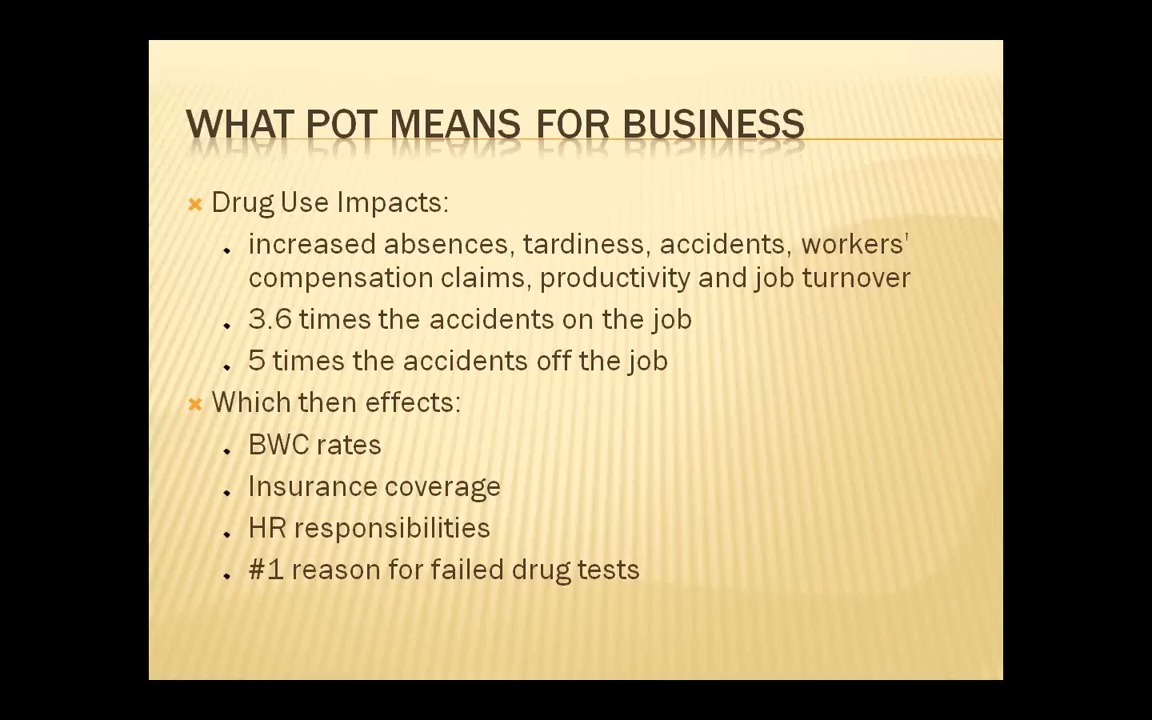 WHAT POT MEANS FOR BUSINESS
Drug Use Impacts:
increased absences, tardiness, accidents, workers'
compensation claims, productivity and job turnover
3.6 times the accidents on the job
5 times the accidents off the job
Which then effects:
BWC rates
Insurance coverage
HR responsibilities
#1 reason for failed drug tests